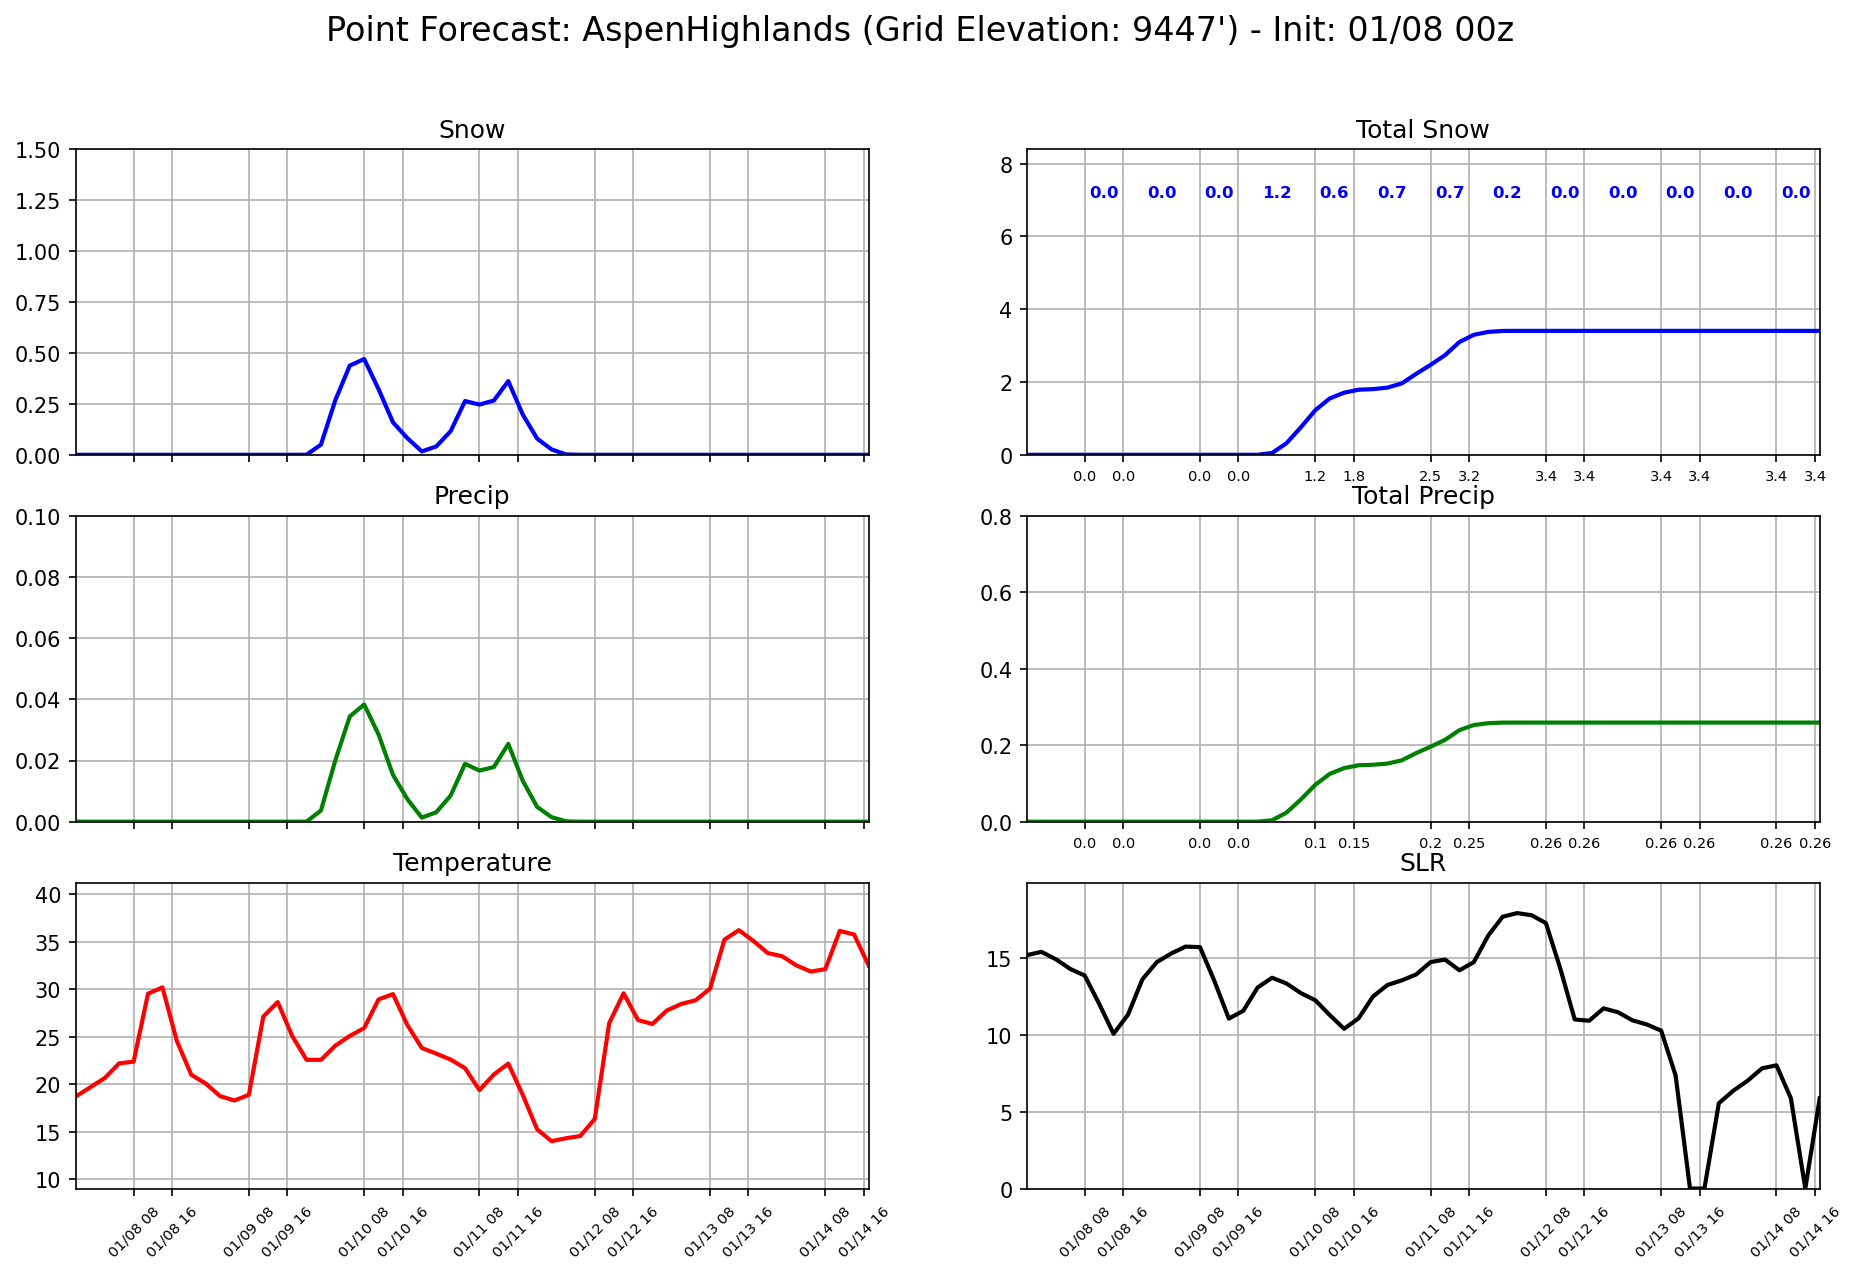 Point Forecast: AspenHighlands (Grid Elevation: 9447') - Init: 01/08 00z
Snow
1.50
1.25
1.00
0.75
0.50
0.25
0.00
Total Snow
8
6
4
2
0
0.0 0.0 0.0 1.2 0.6 0.7 0.7 0.2 0.0 0.0 0.0 0.0 0.0
0.0 0.0 0.0 0.0 1.2 1.8 2.5 3.2 3.4 3.4 3.4 3.4 3.4 3.4
Precip
0.10
0.08
0.06
0.04
0.02
0.00
Total Precip
0.8
0.6
0.4
0.2
0.0
0.0 0.0 0.0 0.0 0.1 0.15 0.2 0.25 0.26 0.26 0.26 0.26 0.26 0.26
Temperature
40
35
30
25
20
15
10
01/08 08 01/08 16 01/09 08 01/09 16 01/10 08 01/10 16 01/11 08 01/11 16 01/12 08 01/12 16 01/13 08 01/13 16 01/14 08 01/14 16
SLR
15
10
5
0
01/08 08 01/08 16 01/09 08 01/09 16 01/10 08 01/10 16 01/11 08 01/11 16 01/12 08 01/12 16 01/13 08 01/13 16 01/14 08 01/14 16